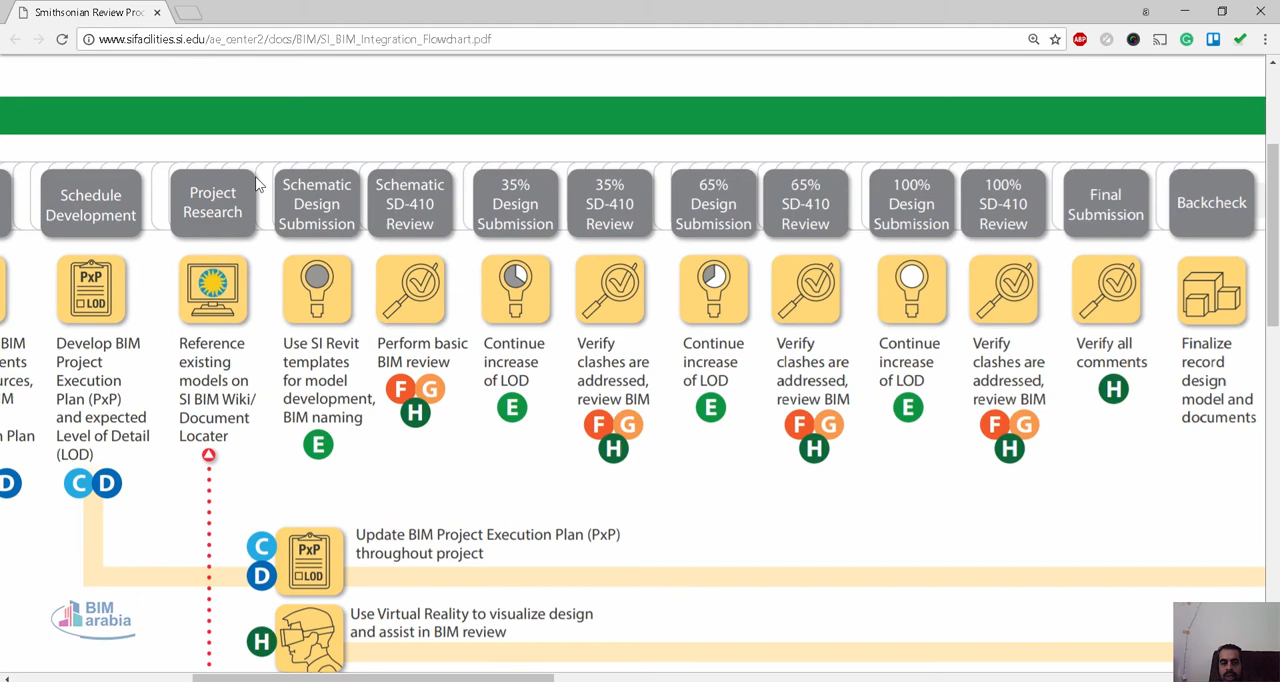 Smithsonian Review Proc
www.sifacilities.si.edu/ae_center2/docs/BIM/SI_BIM_Integration_Flowchart.pdf
ABP
Schedule
Development
Project
Research
Schematic
Design
Submission
Schematic
SD-410
Review
35%
Design
Submission
35%
SD-410
Review
65%
Design
Submission
65%
SD-410
Review
100%
Design
Submission
100%
SD-410
Review
Final
Submission
Backcheck
PxP
LOD
BIM
ents
urces,
M
n Plan
D
Develop BIM
Project
Execution
Plan (PxP)
and expected
Level of Detail
(LOD)
C D
Reference
existing
models on
SI BIM Wiki/
Document
Locater
Use SI Revit
templates
for model
development,
BIM naming
E
Perform basic
BIM review
F G
H
Continue
increase
of LOD
E
Verify
clashes are
addressed,
review BIM
F G
H
Continue
increase
of LOD
E
Verify
clashes are
addressed,
review BIM
F G
H
Continue
increase
of LOD
E
Verify
clashes are
addressed,
review BIM
F G
H
Verify all
comments
H
Finalize
record
design
model and
documents
C
D
PxP
LOD
Update BIM Project Execution Plan (PxP)
throughout project
H
Use Virtual Reality to visualize design
and assist in BIM review
BIM
arabia